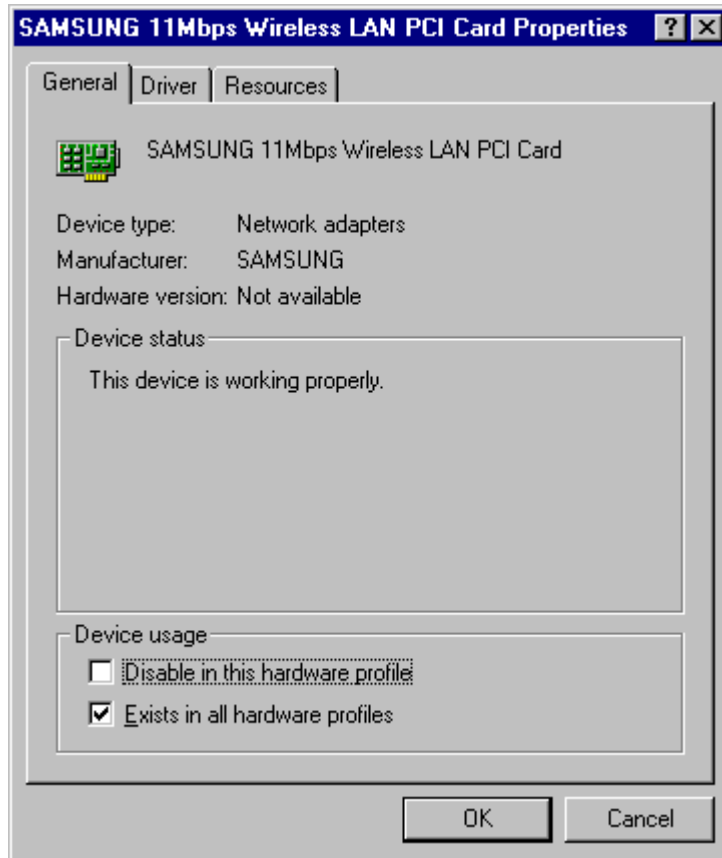 SAMSUNG 11Mbps Wireless LAN PCI Card Properties
General Driver Resources
SAMSUNG 11Mbps Wireless LAN PCI Card
Device type: Network adapters
Manufacturer: SAMSUNG
Hardware version: Not available
Device status
This device is working properly.
Device usage
Disable in this hardware profile
Exists in all hardware profiles
OK Cancel